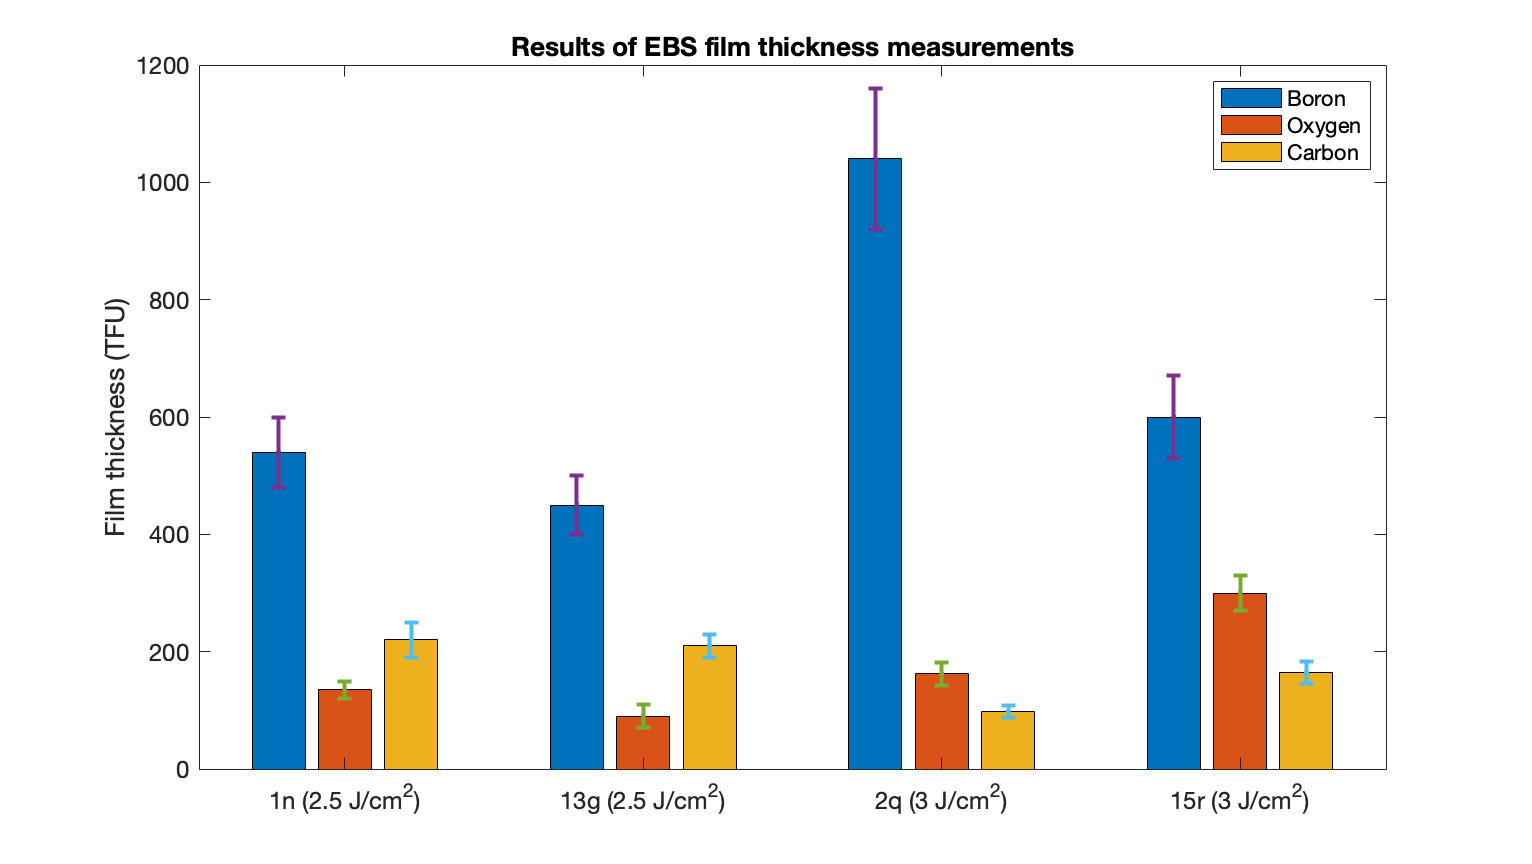 Results of EBS film thickness measurements
1200
1000
800
600
400
200
0
Film thickness (TFU)
Boron
Oxygen
Carbon
1n (2.5 J/cm²)
13g (2.5 J/cm²)
2q (3 J/cm²)
15r (3 J/cm²)